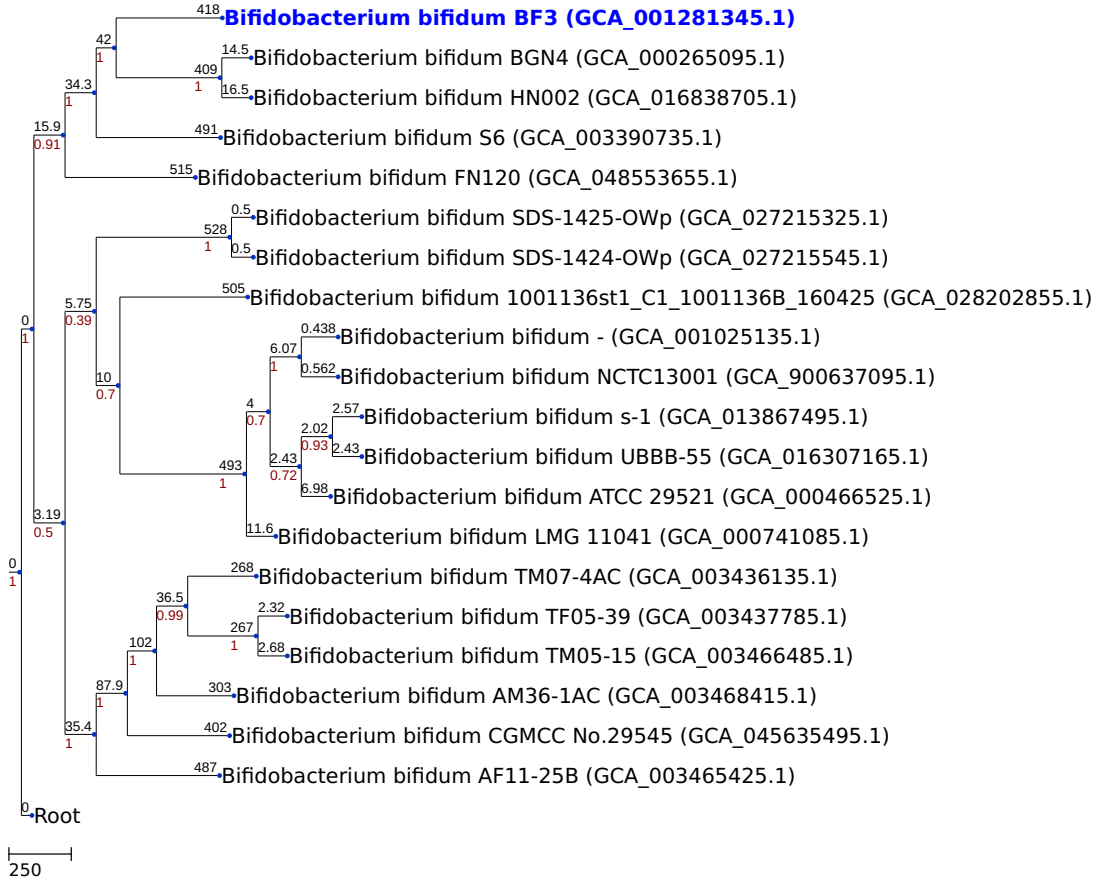 418 Bifidobacterium bifidum BF3 (GCA_001281345.1)
42
1
14.5 Bifidobacterium bifidum BGN4 (GCA_000265095.1)
409
1
16.5 Bifidobacterium bifidum HN002 (GCA_016838705.1)
34.3
1
491 Bifidobacterium bifidum S6 (GCA_003390735.1)
15.9
0.91
515 Bifidobacterium bifidum FN120 (GCA_048553655.1)
0.5 Bifidobacterium bifidum SDS-1425-OWp (GCA_027215325.1)
528
1
0.5 Bifidobacterium bifidum SDS-1424-OWp (GCA_027215545.1)
505 Bifidobacterium bifidum 1001136st1_C1_1001136B_160425 (GCA_028202855.1)
5.75
0.39
0
1
0.438 Bifidobacterium bifidum - (GCA_001025135.1)
6.07
1
0.562 Bifidobacterium bifidum NCTC13001 (GCA_900637095.1)
10
0.7
4
0.7
2.57 Bifidobacterium bifidum s-1 (GCA_013867495.1)
2.02
0.93
2.43 Bifidobacterium bifidum UBBB-55 (GCA_016307165.1)
2.43
0.72
493
1
6.98 Bifidobacterium bifidum ATCC 29521 (GCA_000466525.1)
3.19
0.5
11.6 Bifidobacterium bifidum LMG 11041 (GCA_000741085.1)
0
1
268 Bifidobacterium bifidum TM07-4AC (GCA_003436135.1)
36.5
0.99
2.32 Bifidobacterium bifidum TF05-39 (GCA_003437785.1)
267
1
2.68 Bifidobacterium bifidum TM05-15 (GCA_003466485.1)
102
1
303 Bifidobacterium bifidum AM36-1AC (GCA_003468415.1)
87.9
1
402 Bifidobacterium bifidum CGMCC No.29545 (GCA_045635495.1)
35.4
1
487 Bifidobacterium bifidum AF11-25B (GCA_003465425.1)
0 Root
250